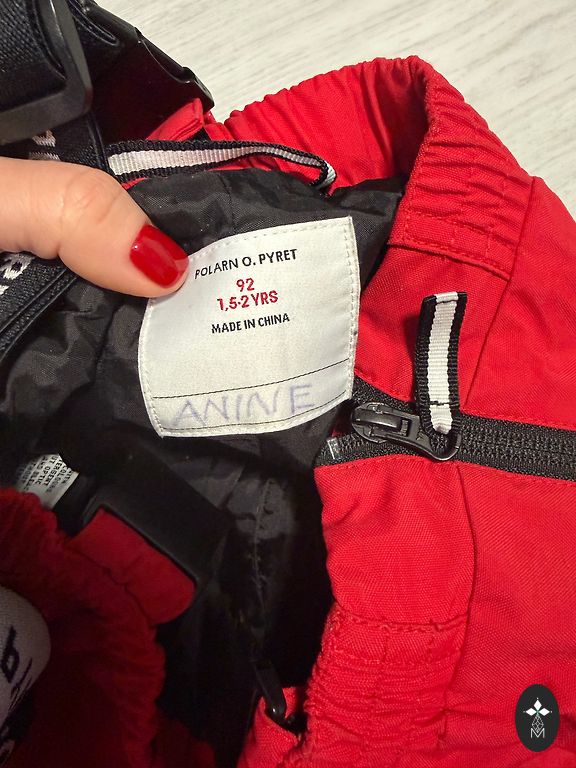 POLARN O. PYRET
92
1,5-2 YRS
MADE IN CHINA
ANINE